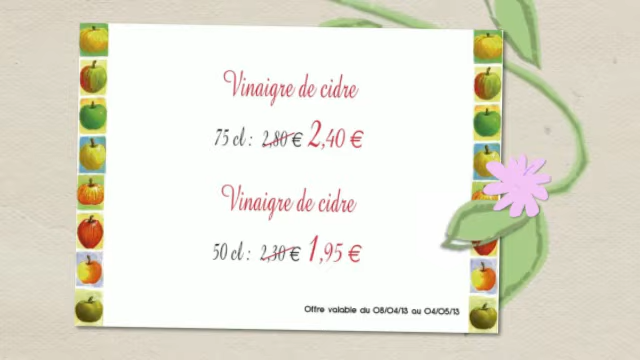 Vinaigre de cidre
75 cl : 2,80 € 2,40 €
Vinaigre de cidre
50 cl : 2,30 € 1,95 €
Offre valable du 08/04/13 au 04/05/13